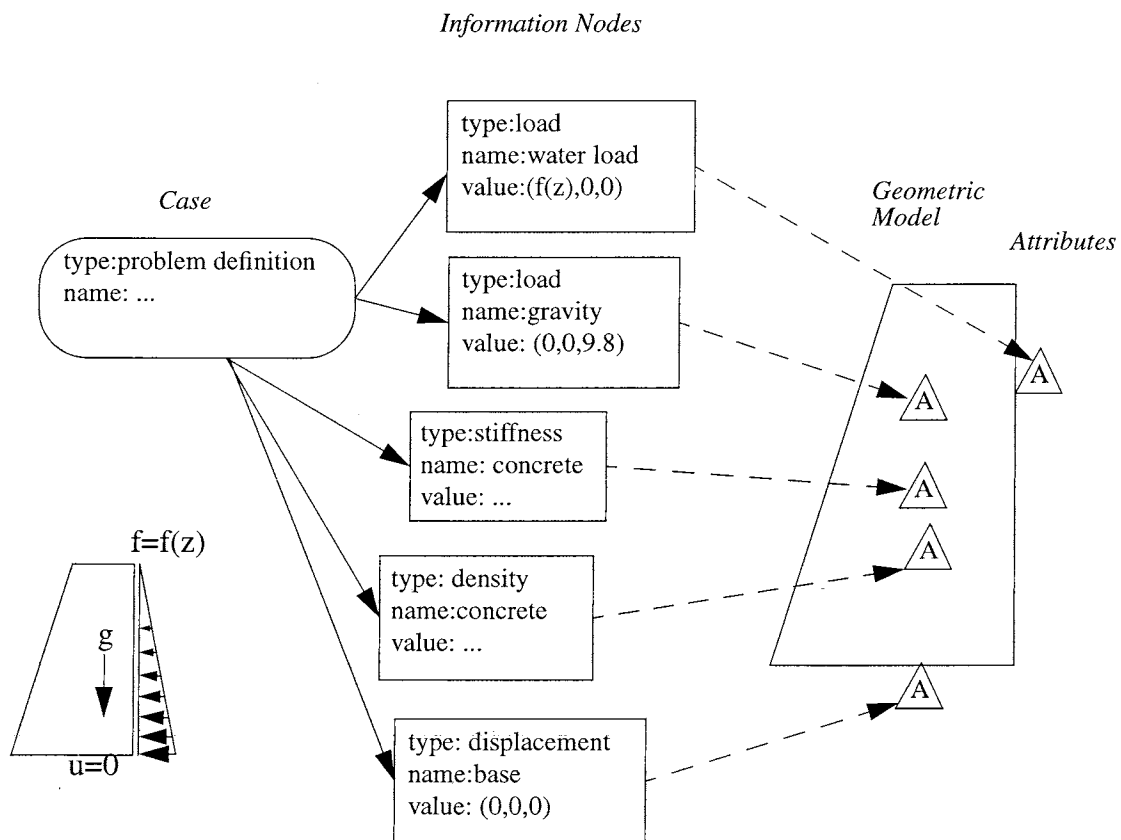 Information Nodes
type:load
name:water load
value:(f(z),0,0)
Case
Geometric
Model
Attributes
type:problem definition
name: ...
type:load
name:gravity
value: (0,0,9.8)
A
A
type:stiffness
name: concrete
value: ...
A
A
f=f(z)
type: density
name:concrete
value: ...
g
A
type: displacement
name:base
value: (0,0,0)
u=0